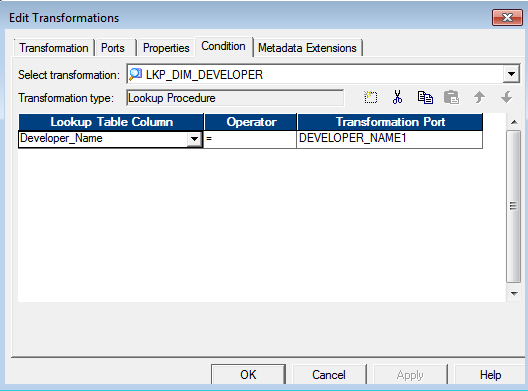 Edit Transformations
Transformation Ports Properties Condition Metadata Extensions
Select transformation: LKP_DIM_DEVELOPER
Transformation type: Lookup Procedure
Lookup Table Column Operator Transformation Port
Developer_Name = DEVELOPER_NAME1
OK Cancel Apply Help